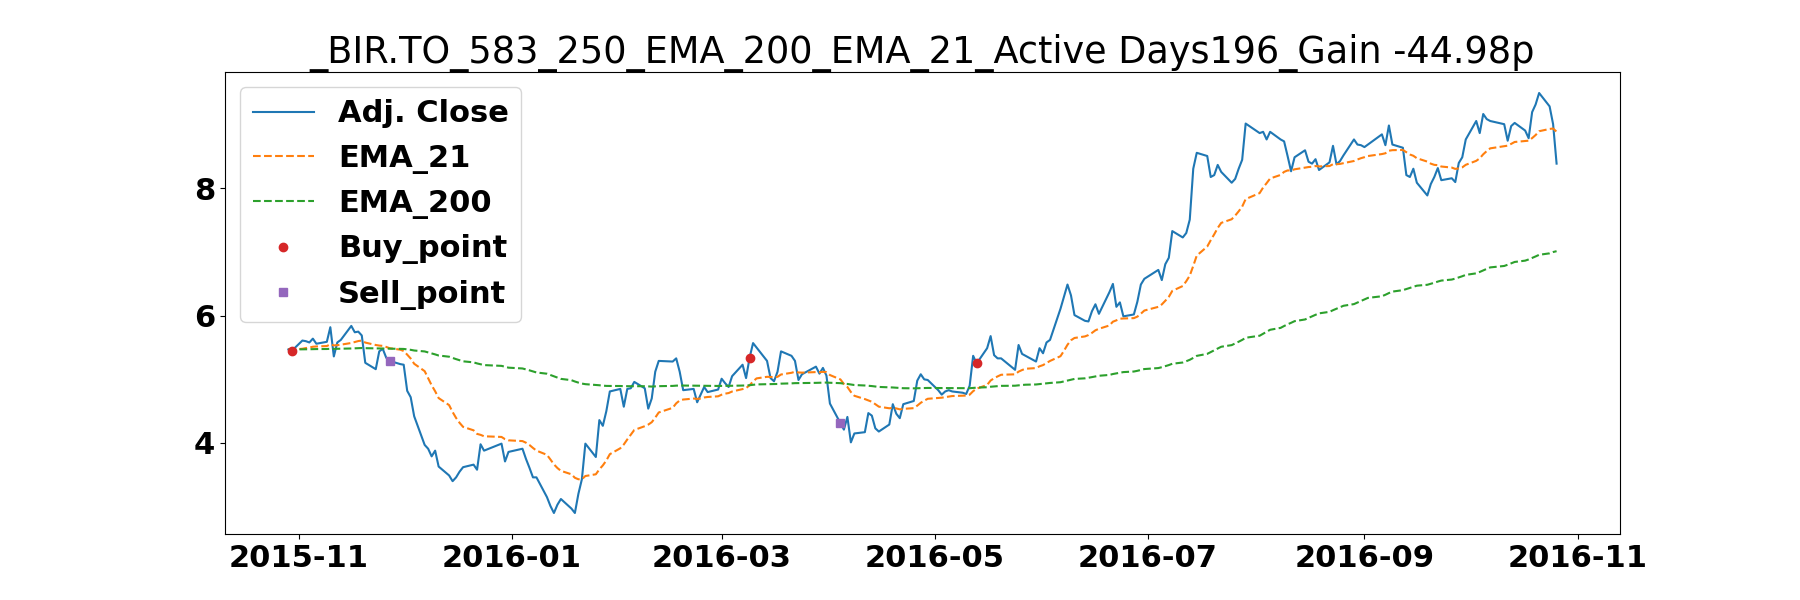 _BIR.TO_583_250_EMA_200_EMA_21_Active Days196_Gain -44.98p
Adj. Close
EMA_21
EMA_200
Buy_point
Sell_point
8
6
4
2015-11
2016-01
2016-03
2016-05
2016-07
2016-09
2016-11